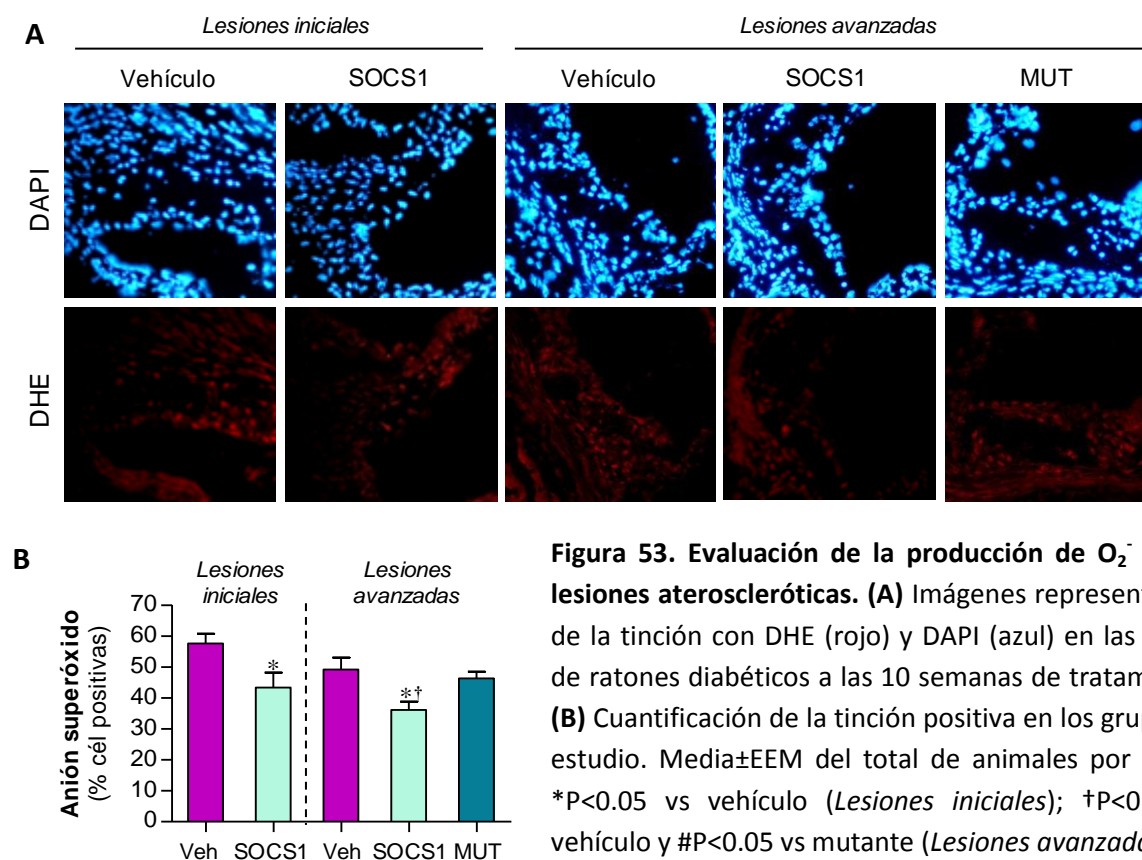 A
Lesiones iniciales
Lesiones avanzadas
Vehículo SOCS1 Vehículo SOCS1 MUT
DAPI
DHE
B
Lesiones iniciales
Lesiones avanzadas
Anión superóxido
(% cél positivas)
70
60
50
40
30
20
10
0
*
*†
Veh SOCS1 Veh SOCS1 MUT
Figura 53. Evaluación de la producción de O₂⁻
lesiones ateroscleróticas. (A) Imágenes represent
de la tinción con DHE (rojo) y DAPI (azul) en las
de ratones diabéticos a las 10 semanas de tratam
(B) Cuantificación de la tinción positiva en los grup
estudio. Media±EEM del total de animales por
*P<0.05 vs vehículo (Lesiones iniciales); †P<0.
vehículo y #P<0.05 vs mutante (Lesiones avanzada